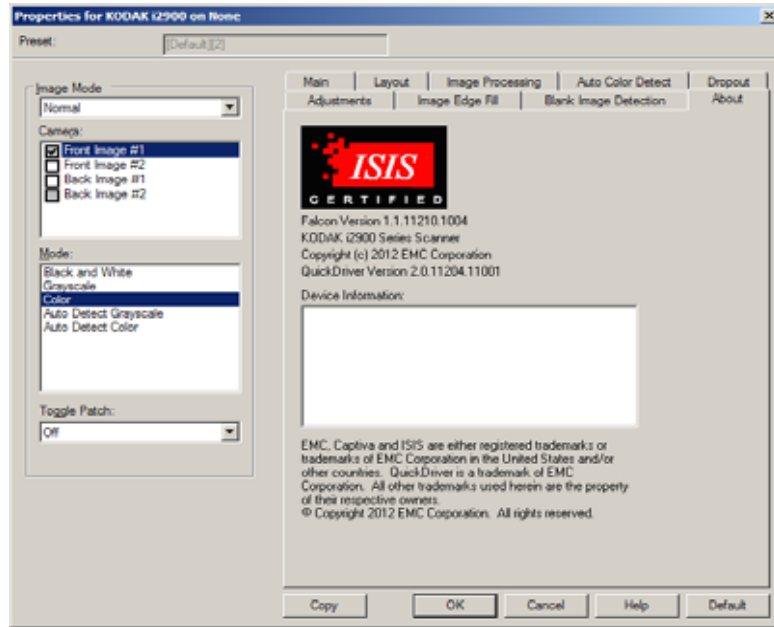 Properties for KODAK i2900 on None
Preset:
[Default][2]
Image Mode
Normal
Camera:
Front Image #1
Front Image #2
Back Image #1
Back Image #2
Mode:
Black and White
Grayscale
Color
Auto Detect Grayscale
Auto Detect Color
Toggle Patch:
Off
Main Layout Image Processing Auto Color Detect Dropout
Adjustments Image Edge Fill Blank Image Detection About
ISIS
CERTIFIED
Falcon Version 1.1.11210.1004
KODAK i2900 Series Scanner
Copyright (c) 2012 EMC Corporation
QuickDriver Version 2.0.11204.11001
Device Information:
EMC, Captiva and ISIS are either registered trademarks or
trademarks of EMC Corporation in the United States and/or
other countries. QuickDriver is a trademark of EMC
Corporation. All other trademarks used herein are the property
of their respective owners.
© Copyright 2012 EMC Corporation. All rights reserved.
Copy OK Cancel Help Default